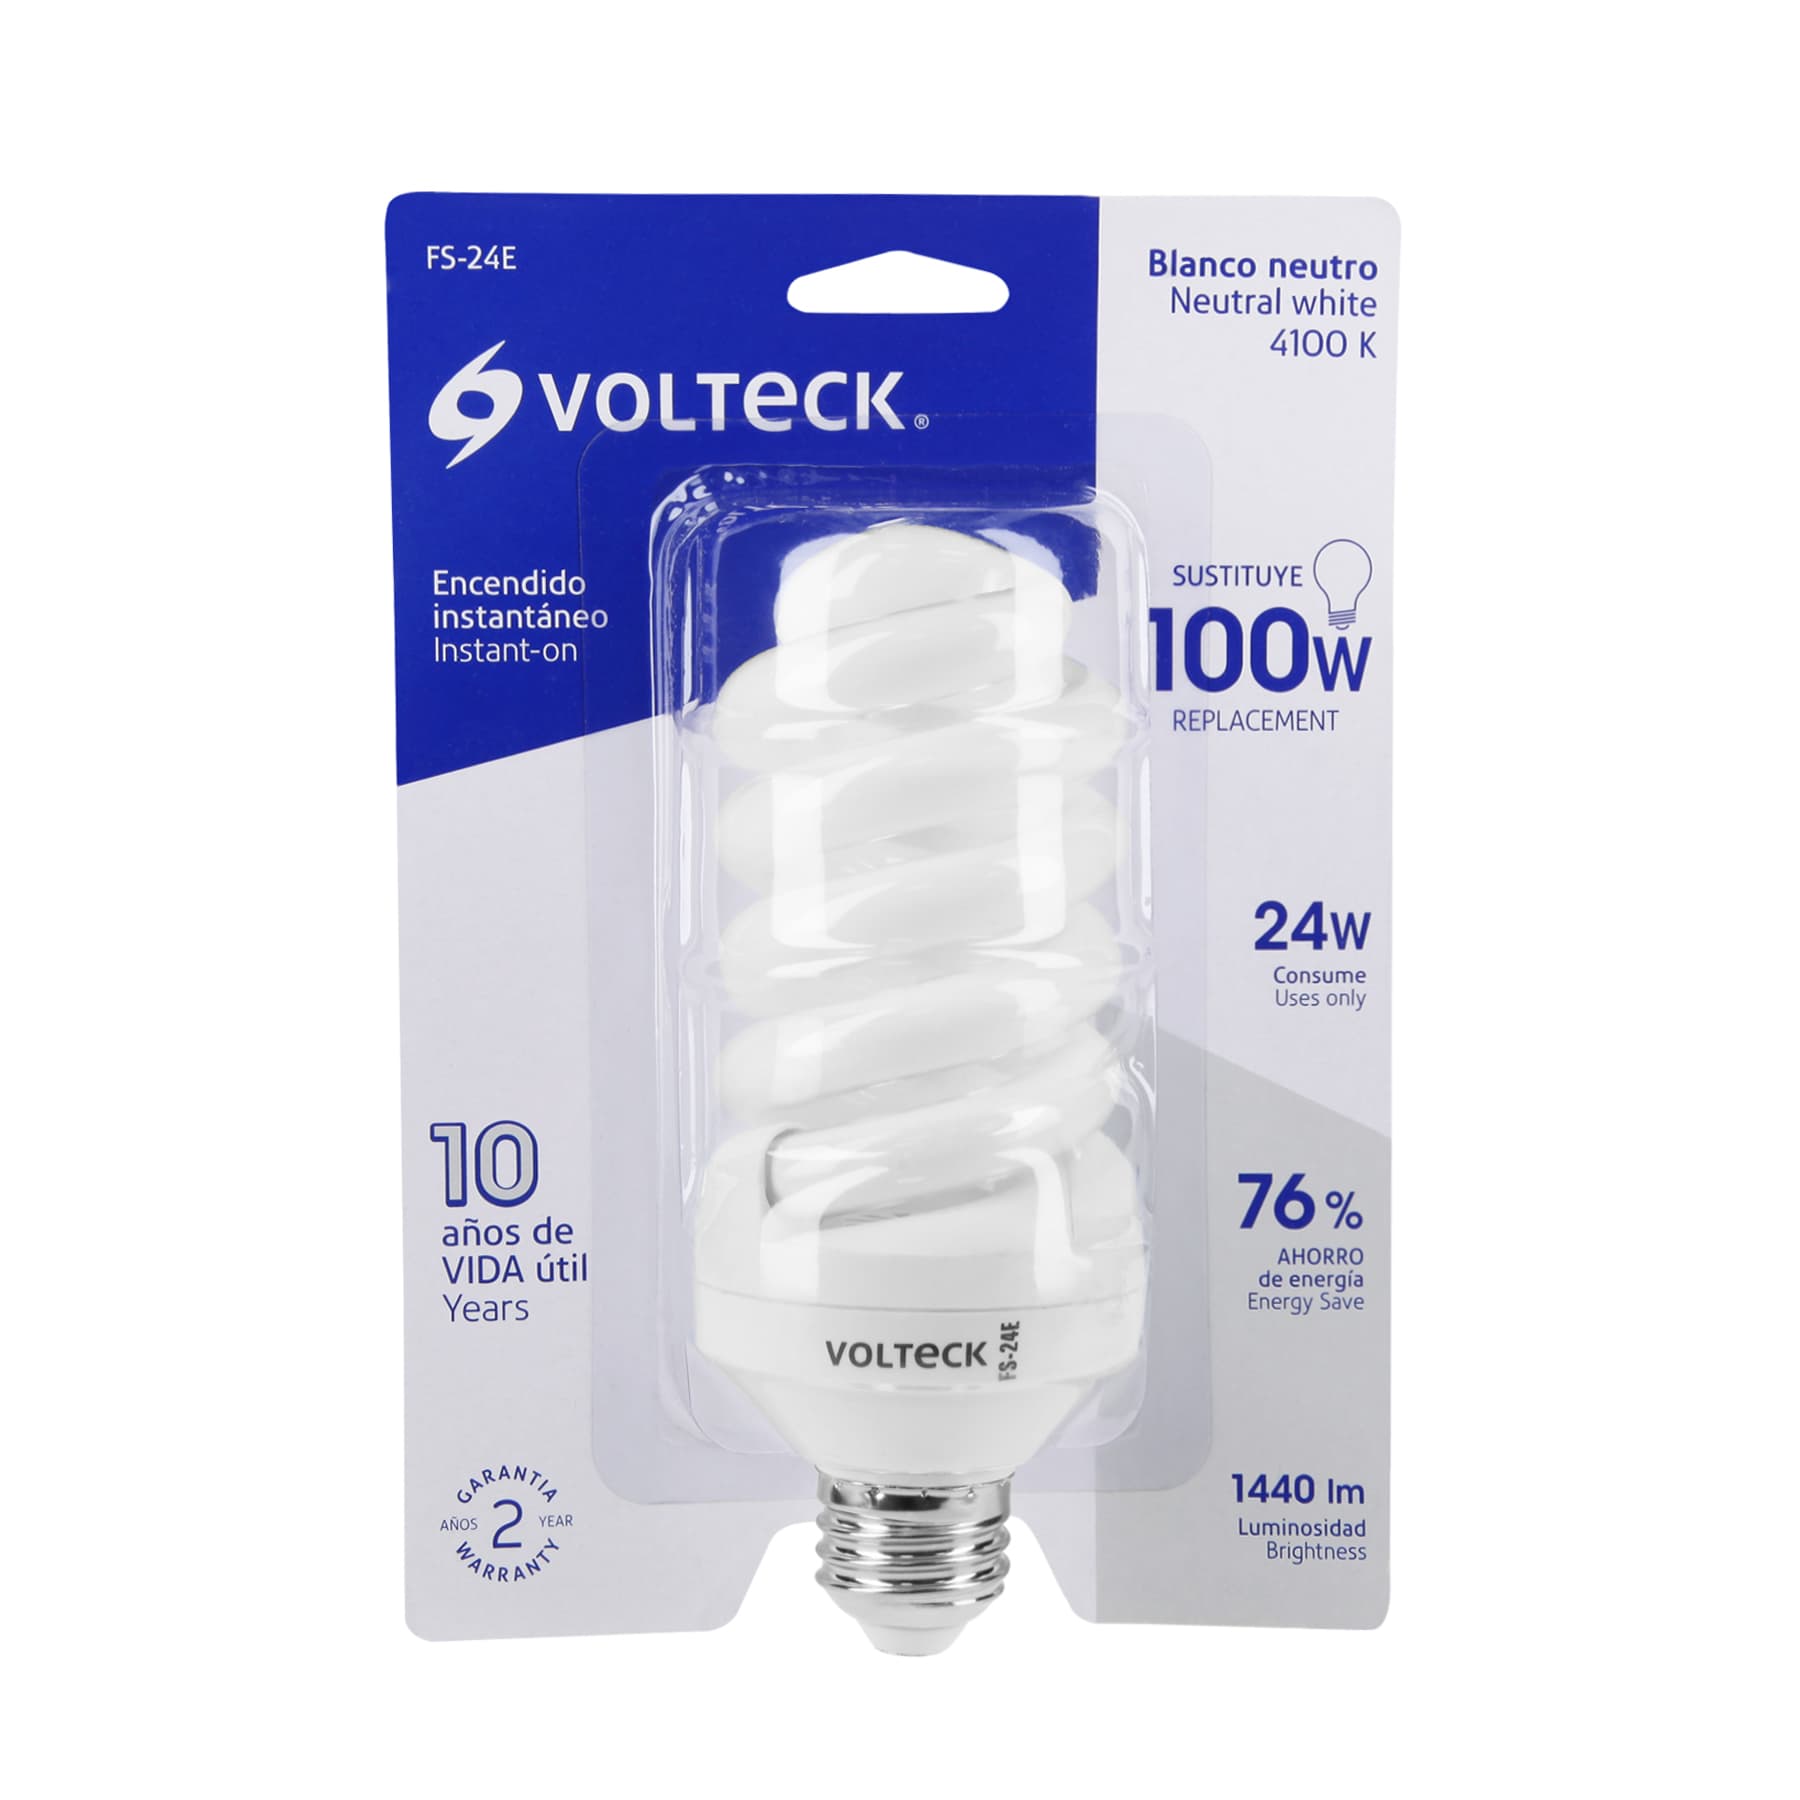 FS-24E
VOLTECK®
Encendido
instantáneo
Instant-on
10
años de
VIDA útil
Years
GARANTIA
AÑOS 2 YEAR
WARRANTY
Blanco neutro
Neutral white
4100 K
SUSTITUYE
100W
REPLACEMENT
24W
Consume
Uses only
76%
AHORRO
de energía
Energy Save
1440 lm
Luminosidad
Brightness
VOLTECK
FS-24E